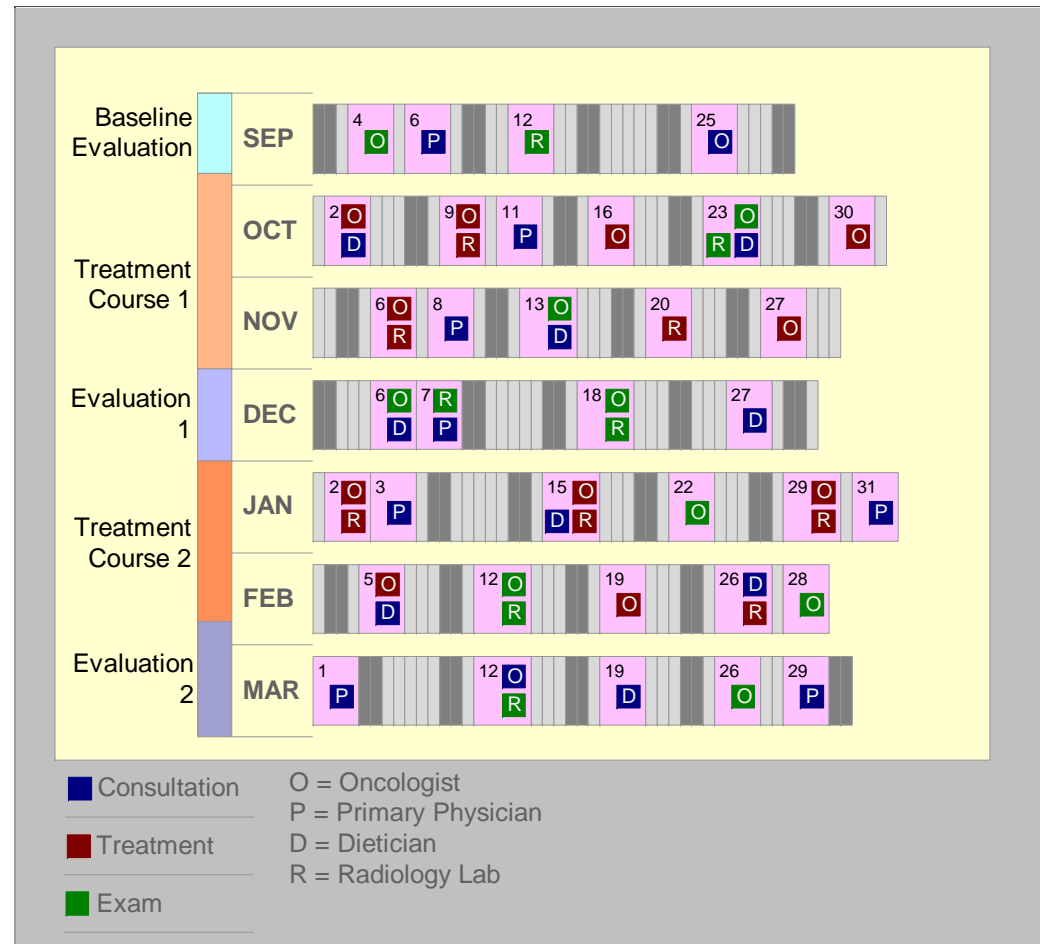 Baseline
Evaluation
SEP
4 O
6 P
12 R
25 O
Treatment
Course 1
OCT
2 O
D
9 O
R
11 P
16 O
23 O
R D
30 O
NOV
6 O
R
8 P
13 O
D
20 R
27 O
Evaluation
1
DEC
6 O
D
7 R
P
18 O
R
27 D
Treatment
Course 2
JAN
2 O
R
3 P
15 O
D R
22 O
29 O
R
31 P
FEB
5 O
D
12 O
R
19 O
26 D
R
28 O
Evaluation
2
MAR
1 P
12 O
R
19 D
26 O
29 P
Consultation
Treatment
Exam
O = Oncologist
P = Primary Physician
D = Dietician
R = Radiology Lab